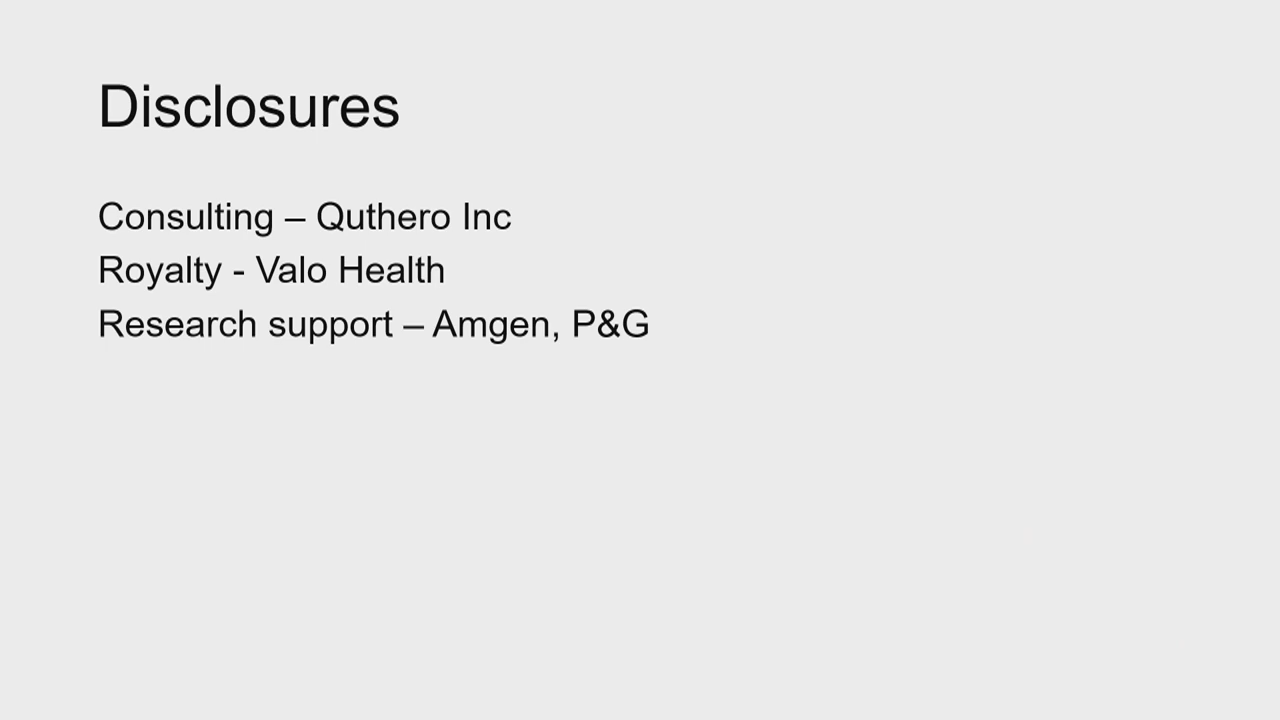 Disclosures
Consulting – Quthero Inc
Royalty - Valo Health
Research support – Amgen, P&G